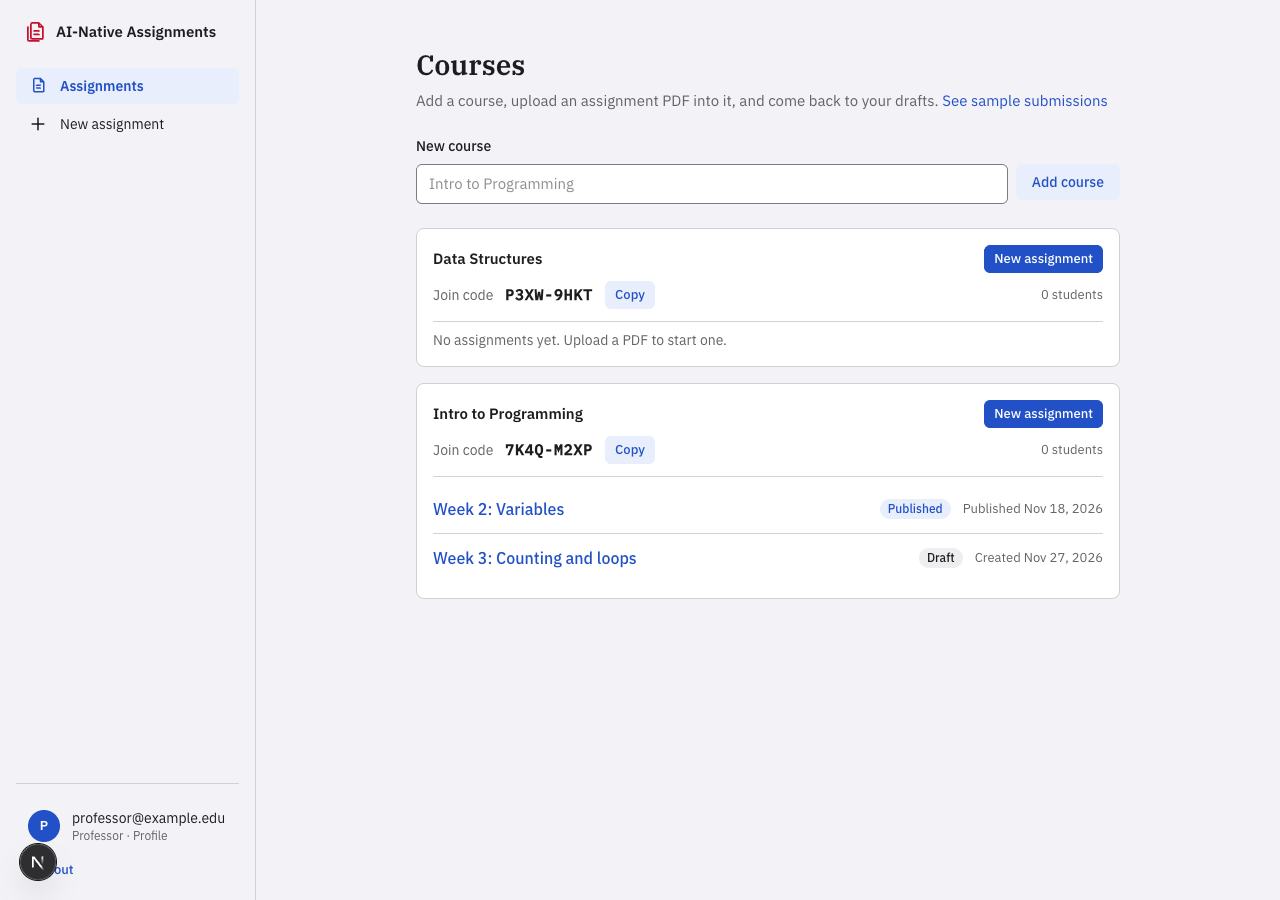 AI-Native Assignments
Assignments
New assignment
Courses
Add a course, upload an assignment PDF into it, and come back to your drafts. See sample submissions
New course
Intro to Programming
Add course
Data Structures
New assignment
Join code P3XW-9HKT Copy
0 students
No assignments yet. Upload a PDF to start one.
Intro to Programming
New assignment
Join code 7K4Q-M2XP Copy
0 students
Week 2: Variables
Published Published Nov 18, 2026
Week 3: Counting and loops
Draft Created Nov 27, 2026
P
professor@example.edu
Professor · Profile
N
out